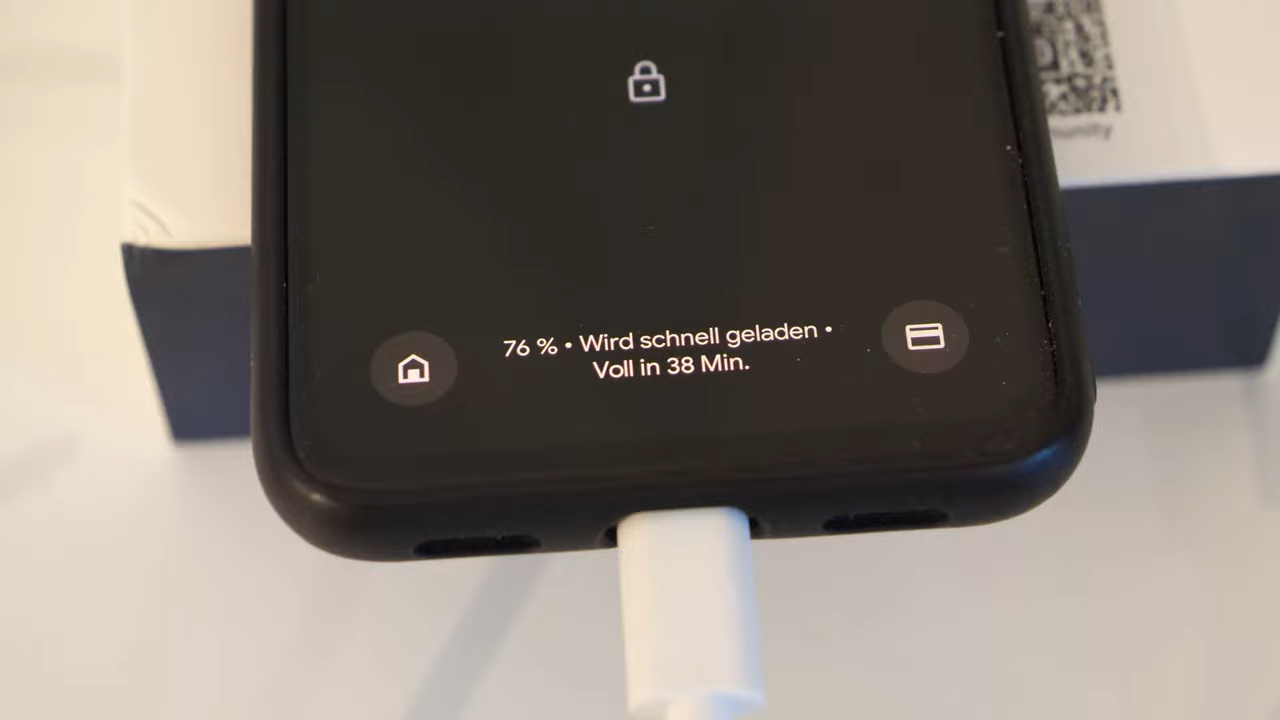 76 % • Wird schnell geladen •
Voll in 38 Min.